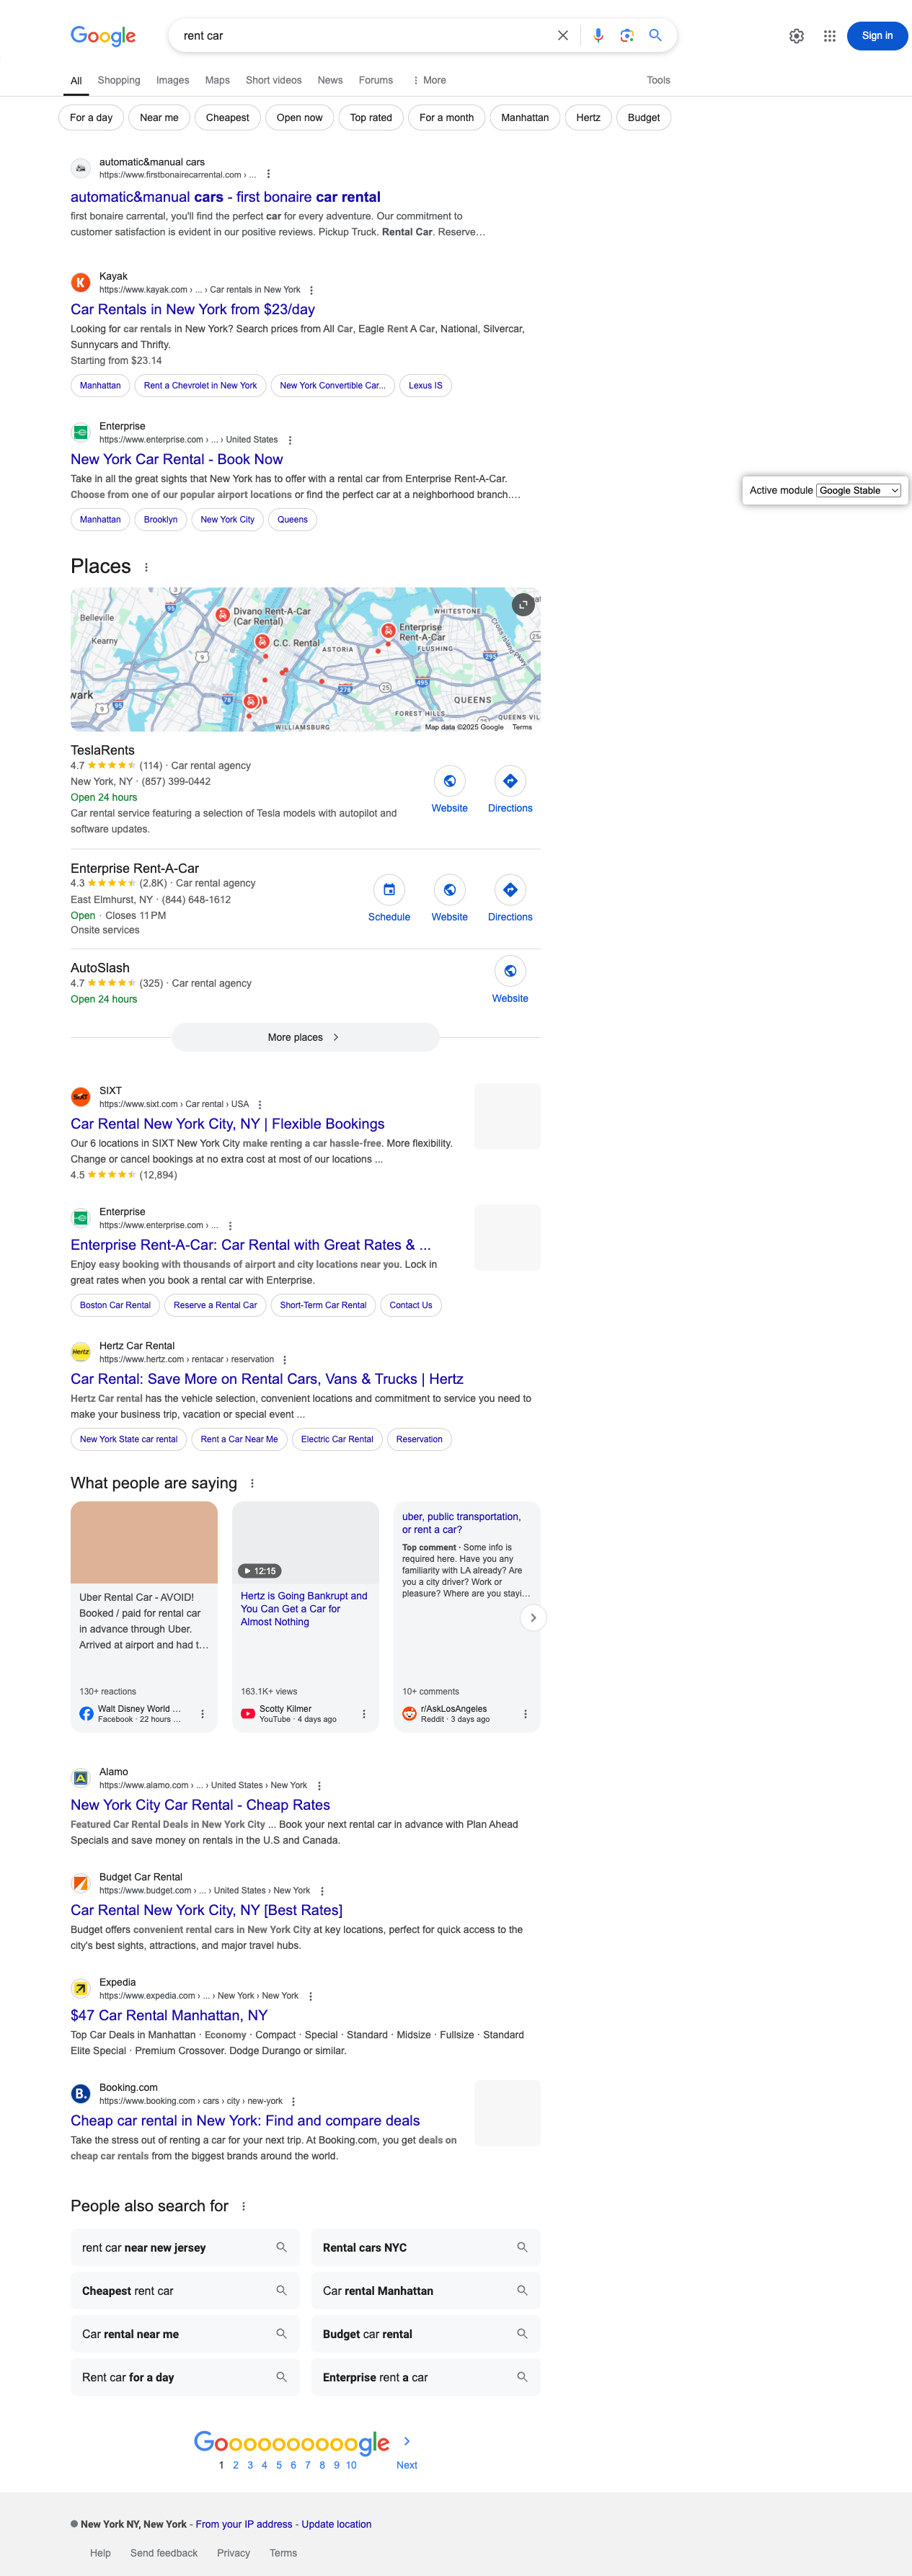 Google
rent car
Sign in
All Shopping Images Maps Short videos News Forums More Tools
For a day Near me Cheapest Open now Top rated For a month Manhattan Hertz Budget
automatic&manual cars
https://www.firstbonairecarrental.com › ...
automatic&manual cars - first bonaire car rental
first bonaire carrental, you'll find the perfect car for every adventure. Our commitment to
customer satisfaction is evident in our positive reviews. Pickup Truck. Rental Car. Reserve…
Kayak
https://www.kayak.com › ... › Car rentals in New York
Car Rentals in New York from $23/day
Looking for car rentals in New York? Search prices from All Car, Eagle Rent A Car, National, Silvercar,
Sunnycars and Thrifty.
Starting from $23.14
Manhattan Rent a Chevrolet in New York New York Convertible Car... Lexus IS
Enterprise
https://www.enterprise.com › ... › United States
New York Car Rental - Book Now
Take in all the great sights that New York has to offer with a rental car from Enterprise Rent-A-Car.
Choose from one of our popular airport locations or find the perfect car at a neighborhood branch.…
Manhattan Brooklyn New York City Queens
Active module Google Stable
Places
Belleville
Kearny
wark
Divano Rent-A-Car
(Car Rental)
C.C. Rental
ASTORIA
Enterprise
Rent-A-Car
WHITESTONE
FLUSHING
Cross Island Pkwy
QUEENS
FOREST HILLS
QUEENS VIL
WILLIAMSBURG
Map data ©2025 Google Terms
TeslaRents
4.7 (114) · Car rental agency
New York, NY · (857) 399-0442
Open 24 hours
Car rental service featuring a selection of Tesla models with autopilot and
software updates.
Website Directions
Enterprise Rent-A-Car
4.3 (2.8K) · Car rental agency
East Elmhurst, NY · (844) 648-1612
Open · Closes 11 PM
Onsite services
Schedule Website Directions
AutoSlash
4.7 (325) · Car rental agency
Open 24 hours
Website
More places
SIXT
https://www.sixt.com › Car rental › USA
Car Rental New York City, NY | Flexible Bookings
Our 6 locations in SIXT New York City make renting a car hassle-free. More flexibility.
Change or cancel bookings at no extra cost at most of our locations ...
4.5 (12,894)
Enterprise
https://www.enterprise.com › ...
Enterprise Rent-A-Car: Car Rental with Great Rates & ...
Enjoy easy booking with thousands of airport and city locations near you. Lock in
great rates when you book a rental car with Enterprise.
Boston Car Rental Reserve a Rental Car Short-Term Car Rental Contact Us
Hertz Car Rental
https://www.hertz.com › rentacar › reservation
Car Rental: Save More on Rental Cars, Vans & Trucks | Hertz
Hertz Car rental has the vehicle selection, convenient locations and commitment to service you need to
make your business trip, vacation or special event ...
New York State car rental Rent a Car Near Me Electric Car Rental Reservation
What people are saying
Uber Rental Car - AVOID!
Booked / paid for rental car
in advance through Uber.
Arrived at airport and had t…
130+ reactions
Walt Disney World …
Facebook · 22 hours …
12:15
Hertz is Going Bankrupt and
You Can Get a Car for
Almost Nothing
163.1K+ views
Scotty Kilmer
YouTube · 4 days ago
uber, public transportation,
or rent a car?
Top comment · Some info is
required here. Have you any
familiarity with LA already? Are
you a city driver? Work or
pleasure? Where are you stayi…
10+ comments
r/AskLosAngeles
Reddit · 3 days ago
Alamo
https://www.alamo.com › ... › United States › New York
New York City Car Rental - Cheap Rates
Featured Car Rental Deals in New York City ... Book your next rental car in advance with Plan Ahead
Specials and save money on rentals in the U.S and Canada.
Budget Car Rental
https://www.budget.com › ... › United States › New York
Car Rental New York City, NY [Best Rates]
Budget offers convenient rental cars in New York City at key locations, perfect for quick access to the
city's best sights, attractions, and major travel hubs.
Expedia
https://www.expedia.com › ... › New York › New York
$47 Car Rental Manhattan, NY
Top Car Deals in Manhattan · Economy · Compact · Special · Standard · Midsize · Fullsize · Standard
Elite Special · Premium Crossover. Dodge Durango or similar.
Booking.com
https://www.booking.com › cars › city › new-york
Cheap car rental in New York: Find and compare deals
Take the stress out of renting a car for your next trip. At Booking.com, you get deals on
cheap car rentals from the biggest brands around the world.
People also search for
rent car near new jersey
Rental cars NYC
Cheapest rent car
Car rental Manhattan
Car rental near me
Budget car rental
Rent car for a day
Enterprise rent a car
Goooooooooogle
1 2 3 4 5 6 7 8 9 10 Next
New York NY, New York - From your IP address - Update location
Help Send feedback Privacy Terms